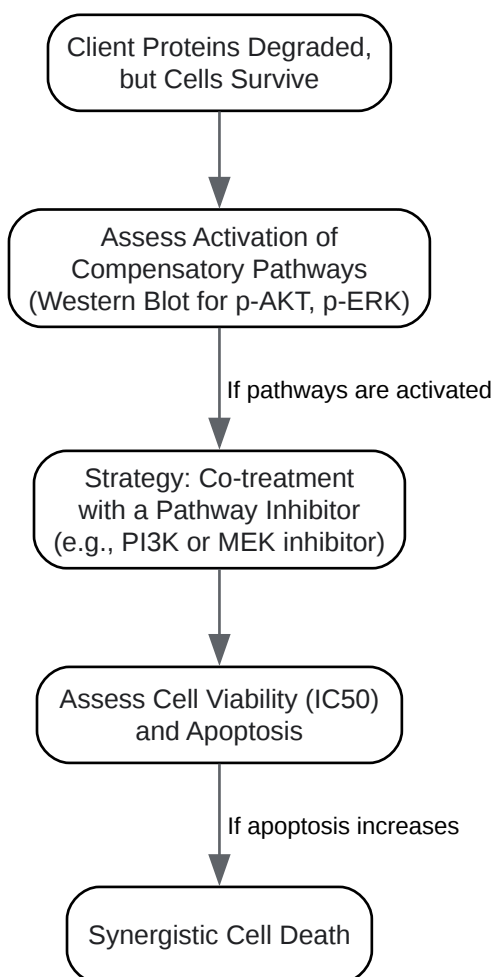 Client Proteins Degraded,
but Cells Survive
Assess Activation of
Compensatory Pathways
(Western Blot for p-AKT, p-ERK)
If pathways are activated
Strategy: Co-treatment
with a Pathway Inhibitor
(e.g., PI3K or MEK inhibitor)
Assess Cell Viability (IC50)
and Apoptosis
If apoptosis increases
Synergistic Cell Death